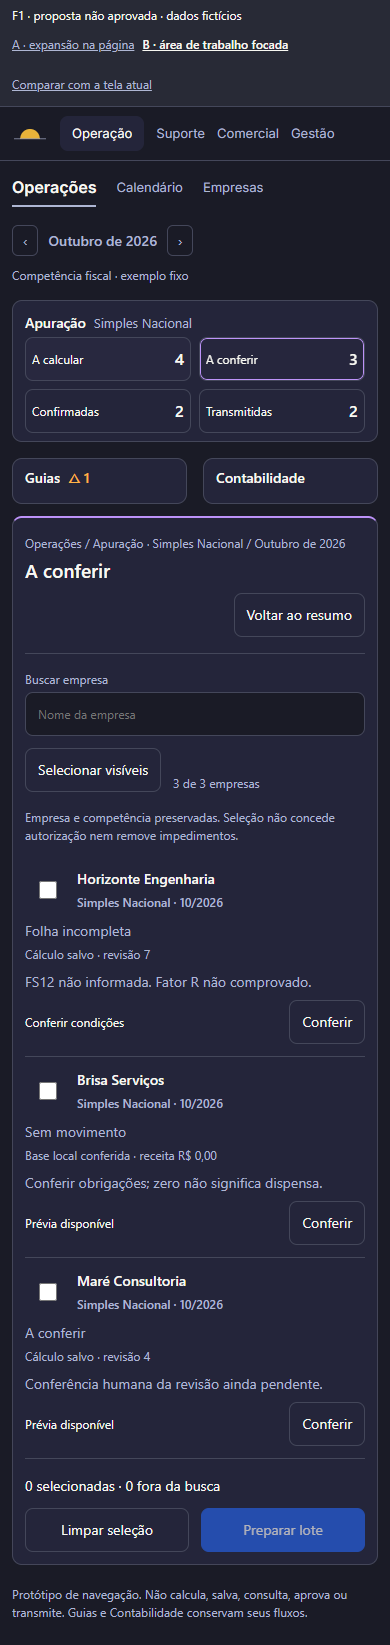 F1 · proposta não aprovada · dados fictícios
A · expansão na página B · área de trabalho focada
Comparar com a tela atual
Operação Suporte Comercial Gestão
Operações Calendário Empresas
‹ Outubro de 2026 ›
Competência fiscal · exemplo fixo
Apuração Simples Nacional
A calcular 4 A conferir 3
Confirmadas 2 Transmitidas 2
Guias △ 1 Contabilidade
Operações / Apuração · Simples Nacional / Outubro de 2026
A conferir
Voltar ao resumo
Buscar empresa
Nome da empresa
Selecionar visíveis 3 de 3 empresas
Empresa e competência preservadas. Seleção não concede
autorização nem remove impedimentos.
Horizonte Engenharia
Simples Nacional · 10/2026
Folha incompleta
Cálculo salvo · revisão 7
FS12 não informada. Fator R não comprovado.
Conferir condições Conferir
Brisa Serviços
Simples Nacional · 10/2026
Sem movimento
Base local conferida · receita R$ 0,00
Conferir obrigações; zero não significa dispensa.
Prévia disponível Conferir
Maré Consultoria
Simples Nacional · 10/2026
A conferir
Cálculo salvo · revisão 4
Conferência humana da revisão ainda pendente.
Prévia disponível Conferir
0 selecionadas · 0 fora da busca
Limpar seleção Preparar lote
Protótipo de navegação. Não calcula, salva, consulta, aprova ou
transmite. Guias e Contabilidade conservam seus fluxos.